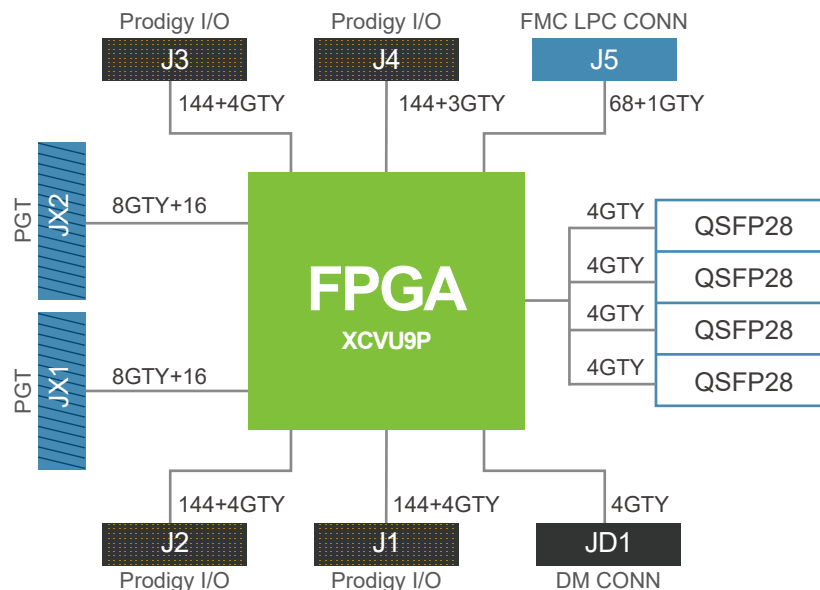 Prodigy I/O
Prodigy I/O
FMC LPC CONN
J3
J4
J5
144+4GTY
144+3GTY
68+1GTY
PGT
JX2
8GTY+16
4GTY
QSFP28
4GTY
QSFP28
FPGA
XCVU9P
4GTY
QSFP28
4GTY
QSFP28
PGT
JX1
8GTY+16
144+4GTY
144+4GTY
4GTY
J2
J1
JD1
Prodigy I/O
Prodigy I/O
DM CONN